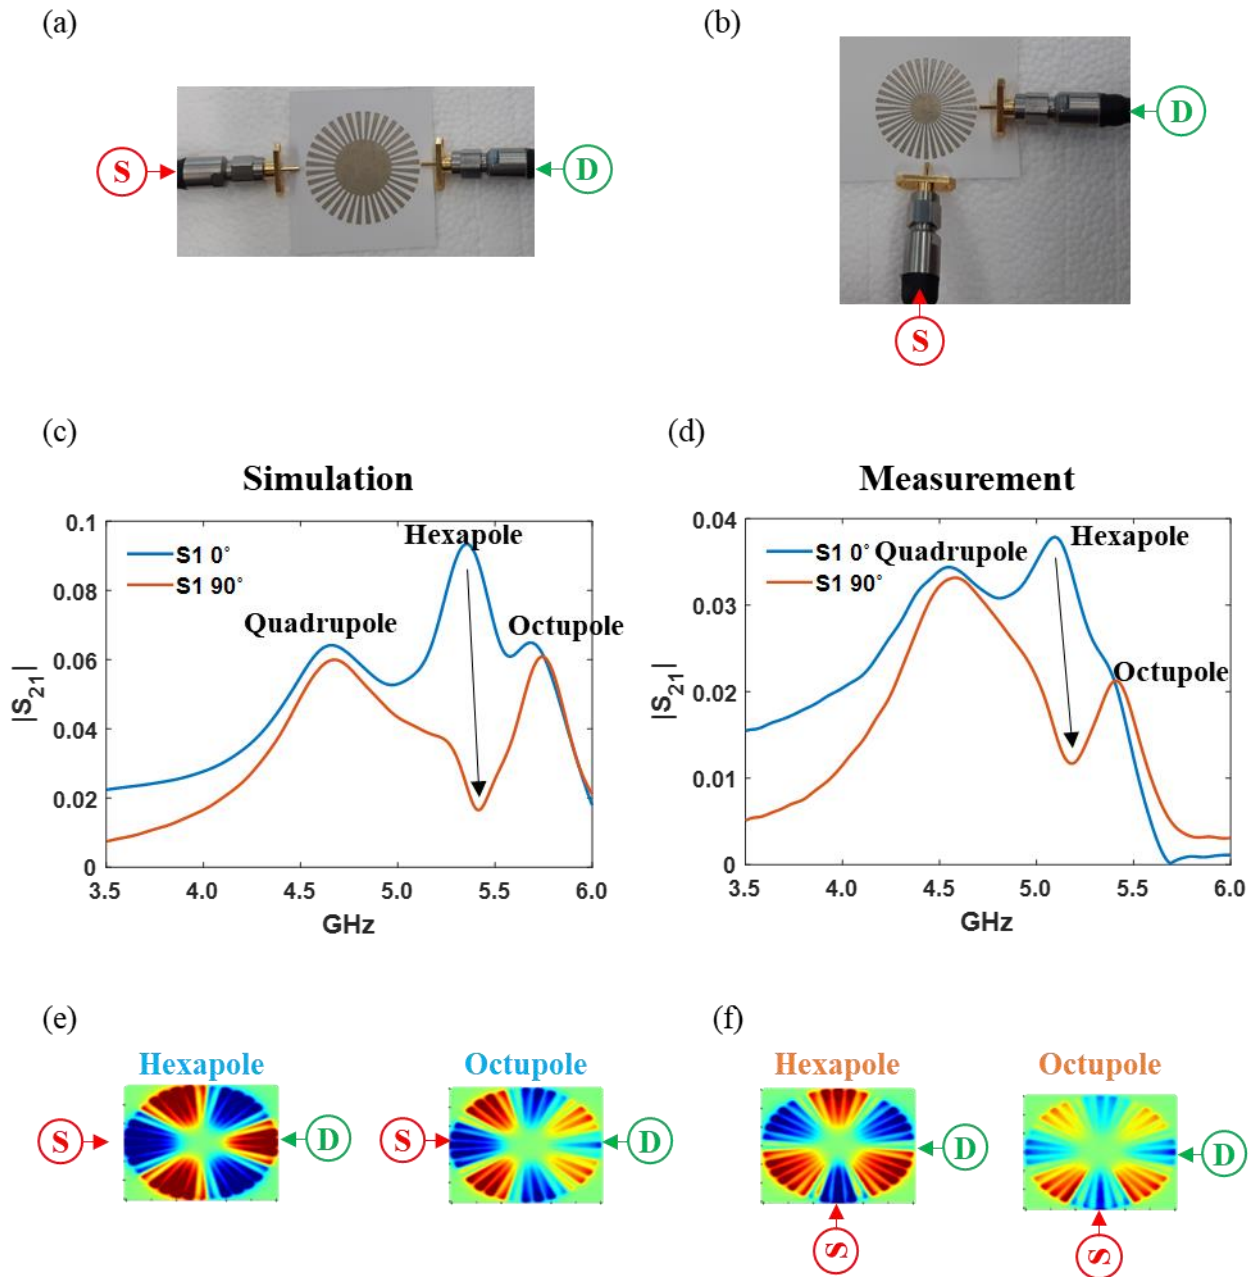 (a)
(b)
S
D
D
S
(c)
(d)
Simulation
Measurement
0.1
0.08
0.06
0.04
0.02
0
|S21|
S1 0°
S1 90°
Quadrupole
Hexapole
Octupole
3.5 4.0 4.5 5.0 5.5 6.0
GHz
0.04
0.03
0.02
0.01
0
|S21|
S1 0°
S1 90°
Quadrupole
Hexapole
Octupole
3.5 4.0 4.5 5.0 5.5 6.0
GHz
(e)
(f)
Hexapole
Octupole
Hexapole
Octupole
S
D
S
D
D
S
D
S